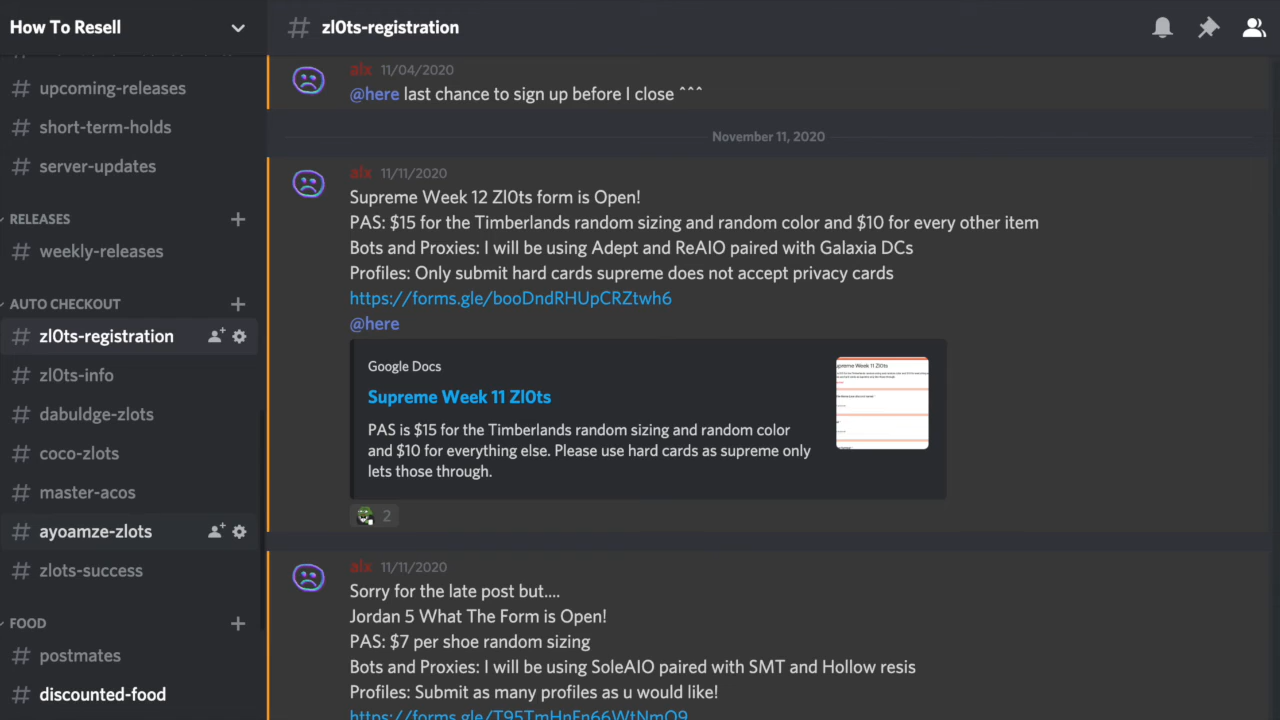 How To Resell
# zl0ts-registration
# upcoming-releases
# short-term-holds
# server-updates
RELEASES
# weekly-releases
AUTO CHECKOUT
# zl0ts-registration
# zl0ts-info
# dabuldge-zlots
# coco-zlots
# master-acos
# ayoamze-zlots
# zlots-success
FOOD
# postmates
# discounted-food
alx 11/04/2020
@here last chance to sign up before I close ^^^
November 11, 2020
alx 11/11/2020
Supreme Week 12 Zl0ts form is Open!
PAS: $15 for the Timberlands random sizing and random color and $10 for every other item
Bots and Proxies: I will be using Adept and ReAIO paired with Galaxia DCs
Profiles: Only submit hard cards supreme does not accept privacy cards
https://forms.gle/booDndRHUpCRZtwh6
@here
Google Docs
Supreme Week 11 Zl0ts
PAS is $15 for the Timberlands random sizing and random color
and $10 for everything else. Please use hard cards as supreme only
lets those through.
2
alx 11/11/2020
Sorry for the late post but....
Jordan 5 What The Form is Open!
PAS: $7 per shoe random sizing
Bots and Proxies: I will be using SoleAIO paired with SMT and Hollow resis
Profiles: Submit as many profiles as u would like!